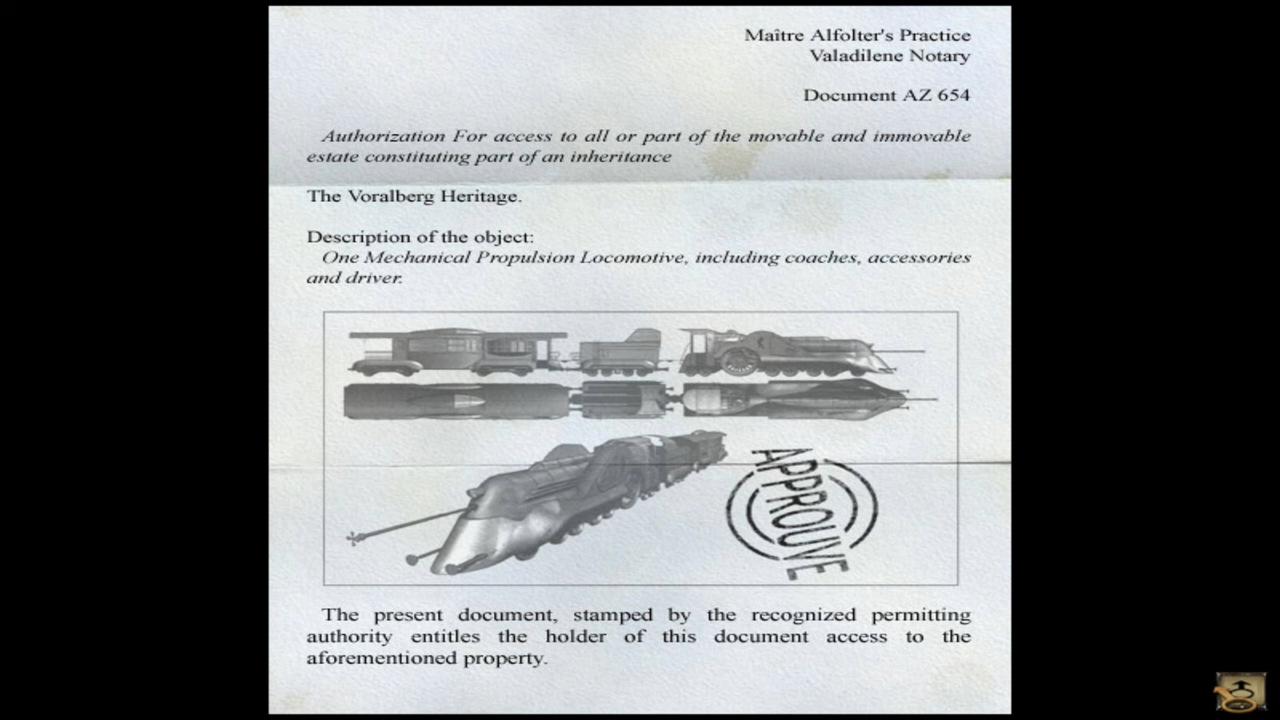 Maître Alfolter's Practice
Valadilene Notary
Document AZ 654
Authorization For access to all or part of the movable and immovable
estate constituting part of an inheritance
The Voralberg Heritage.
Description of the object:
One Mechanical Propulsion Locomotive, including coaches, accessories
and driver.
APPROUVE
The present document, stamped by the recognized permitting
authority entitles the holder of this document access to the
aforementioned property.